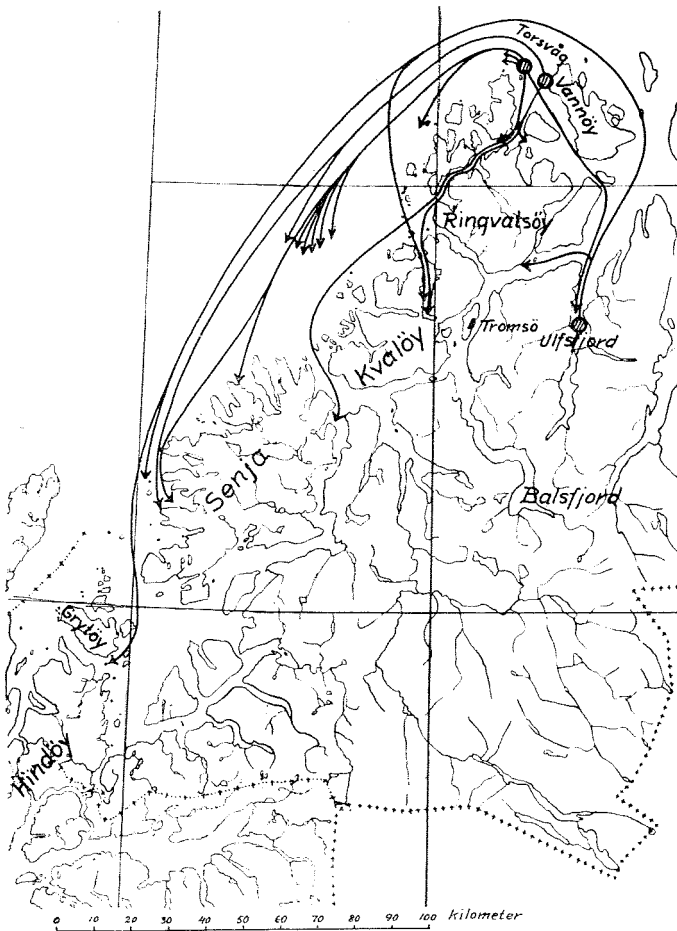 Torsvåg
Vannöy
Ringvatsöy
Tromsö
Ulfsfjord
Kvalöy
Senja
Balsfjord
Grytöy
Hindöy
0 10 20 30 40 50 60 70 80 90 100 kilometer